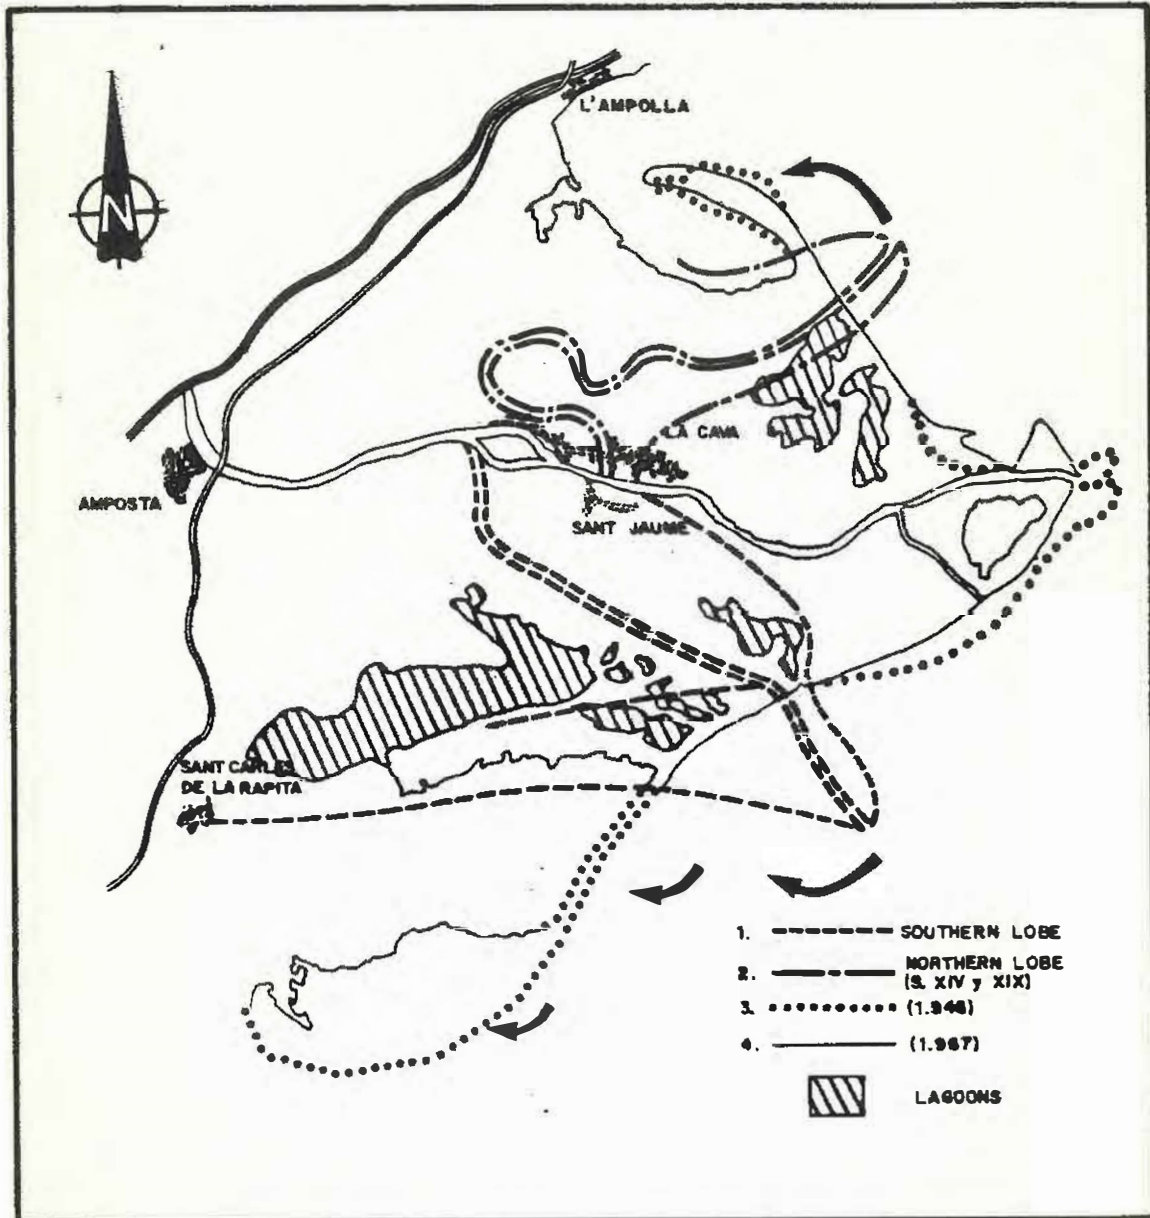 L'AMPOLLA
N
LA CAVA
AMPOSTA
SANT JAUME
SANT CARLES
DE LA RAPITA
1. SOUTHERN LOBE
2. NORTHERN LOBE
(S. XIV y XIX)
3. (1.946)
4. (1.967)
LAGOONS